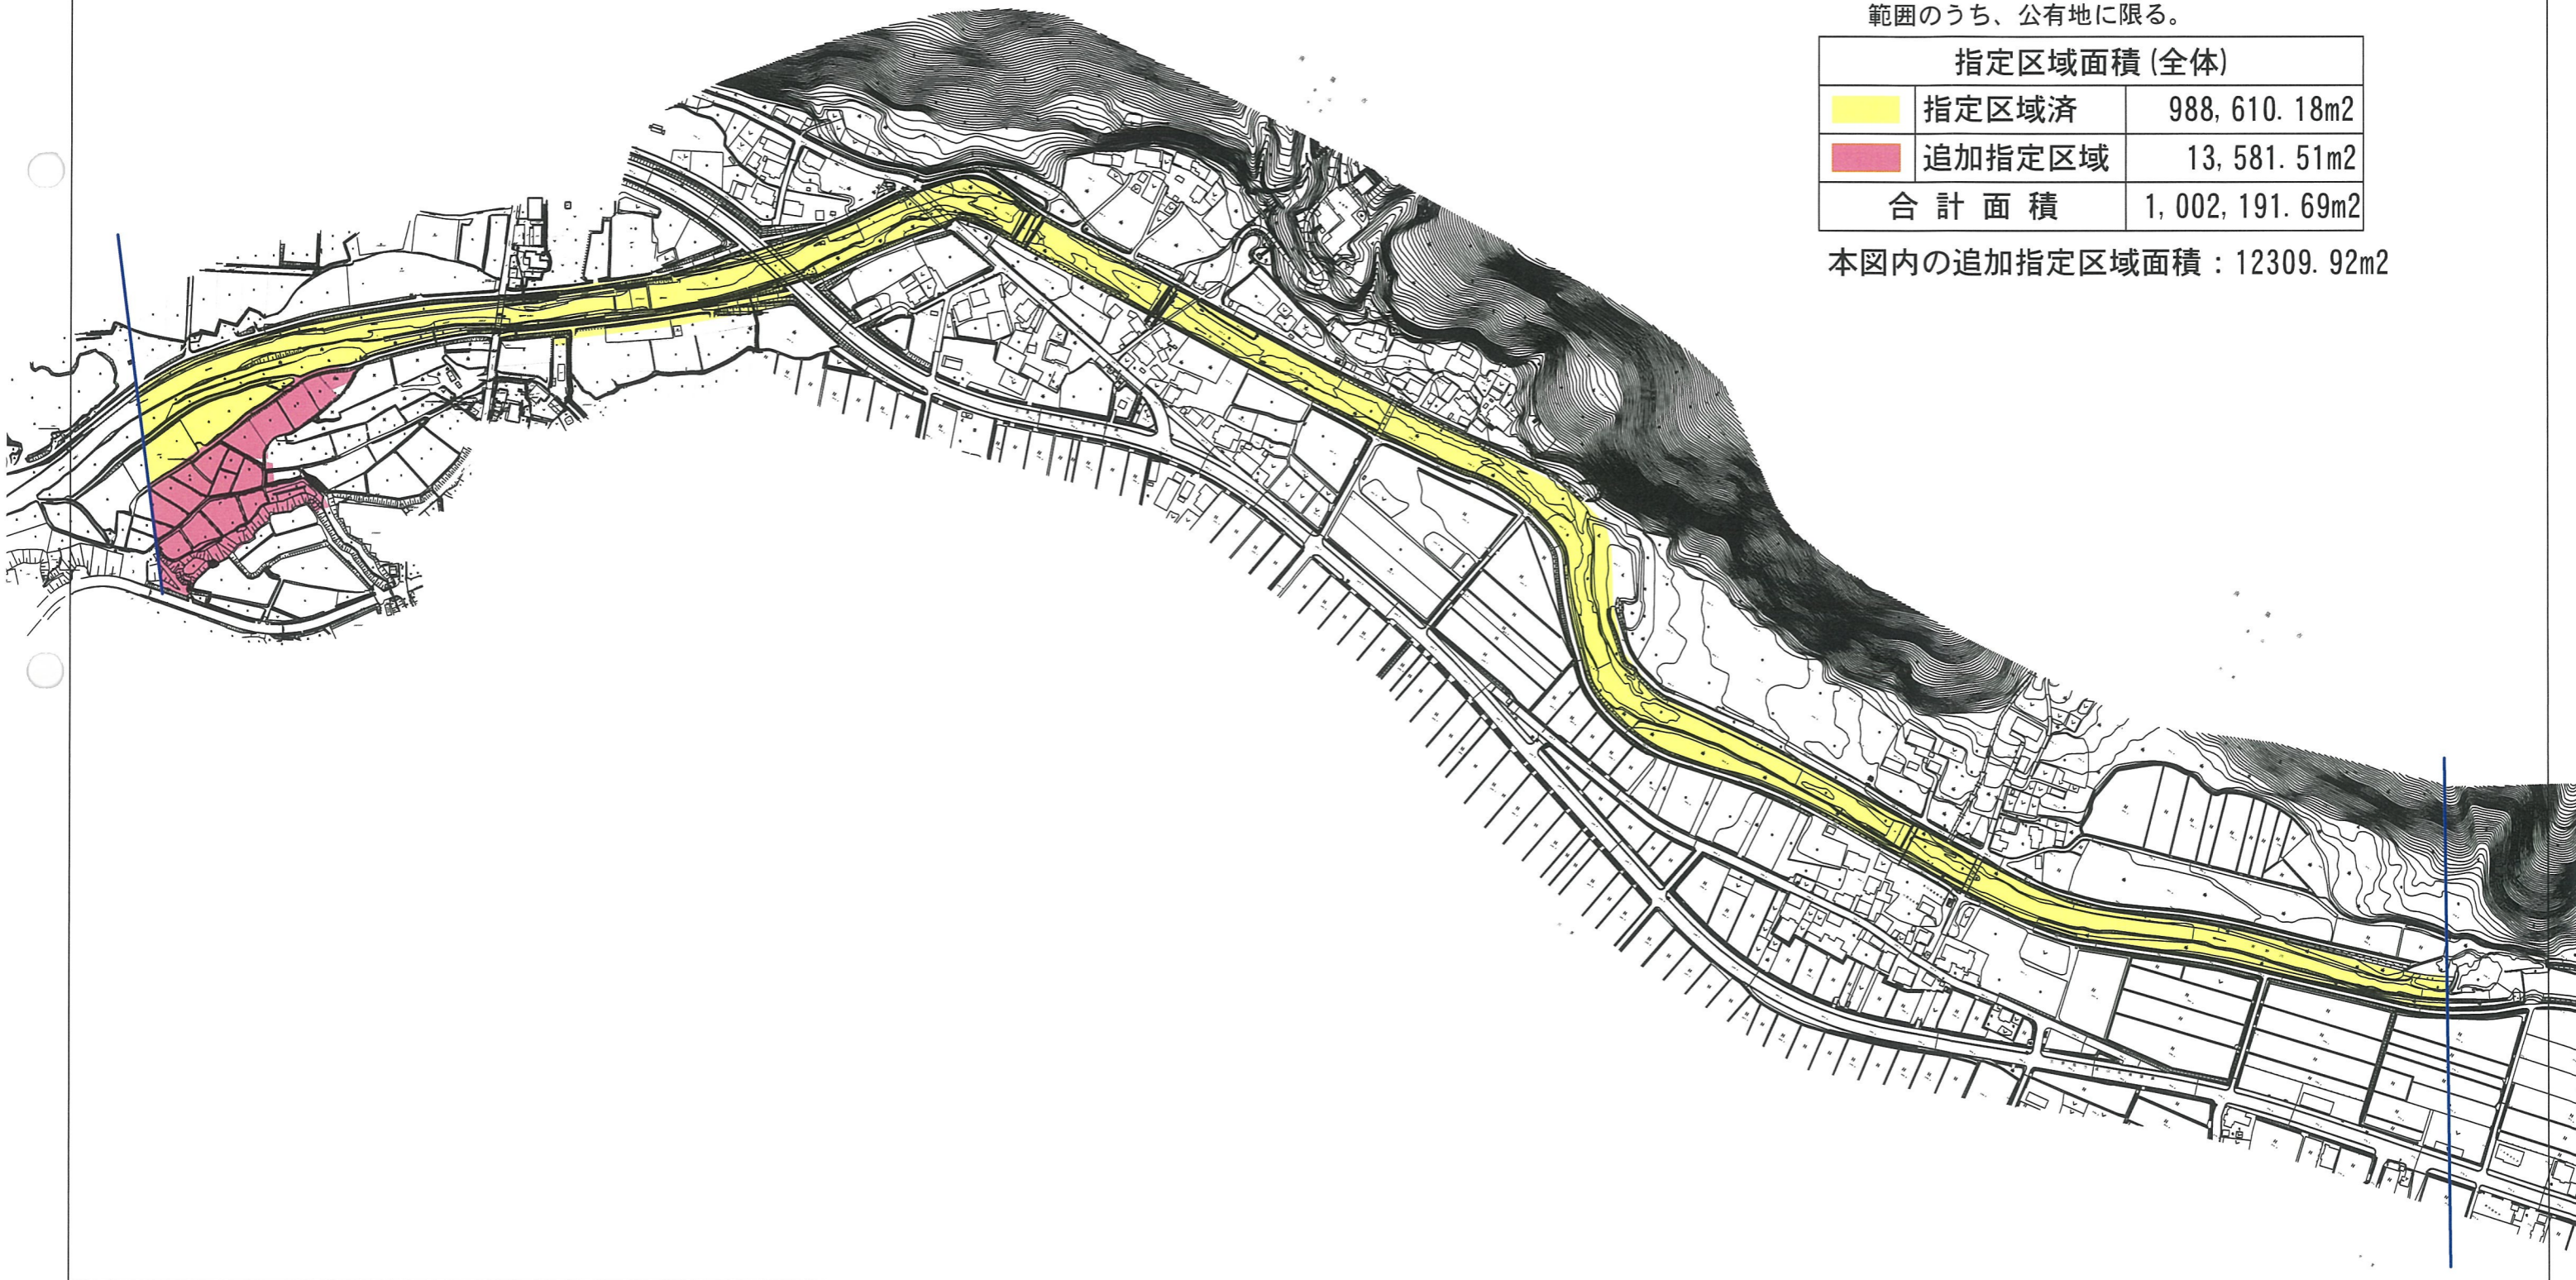 範囲のうち、公有地に限る。
指定区域面積(全体)
指定区域済 988,610.18m2
追加指定区域 13,581.51m2
合計面積 1,002,191.69m2
本図内の追加指定区域面積：12309.92m2